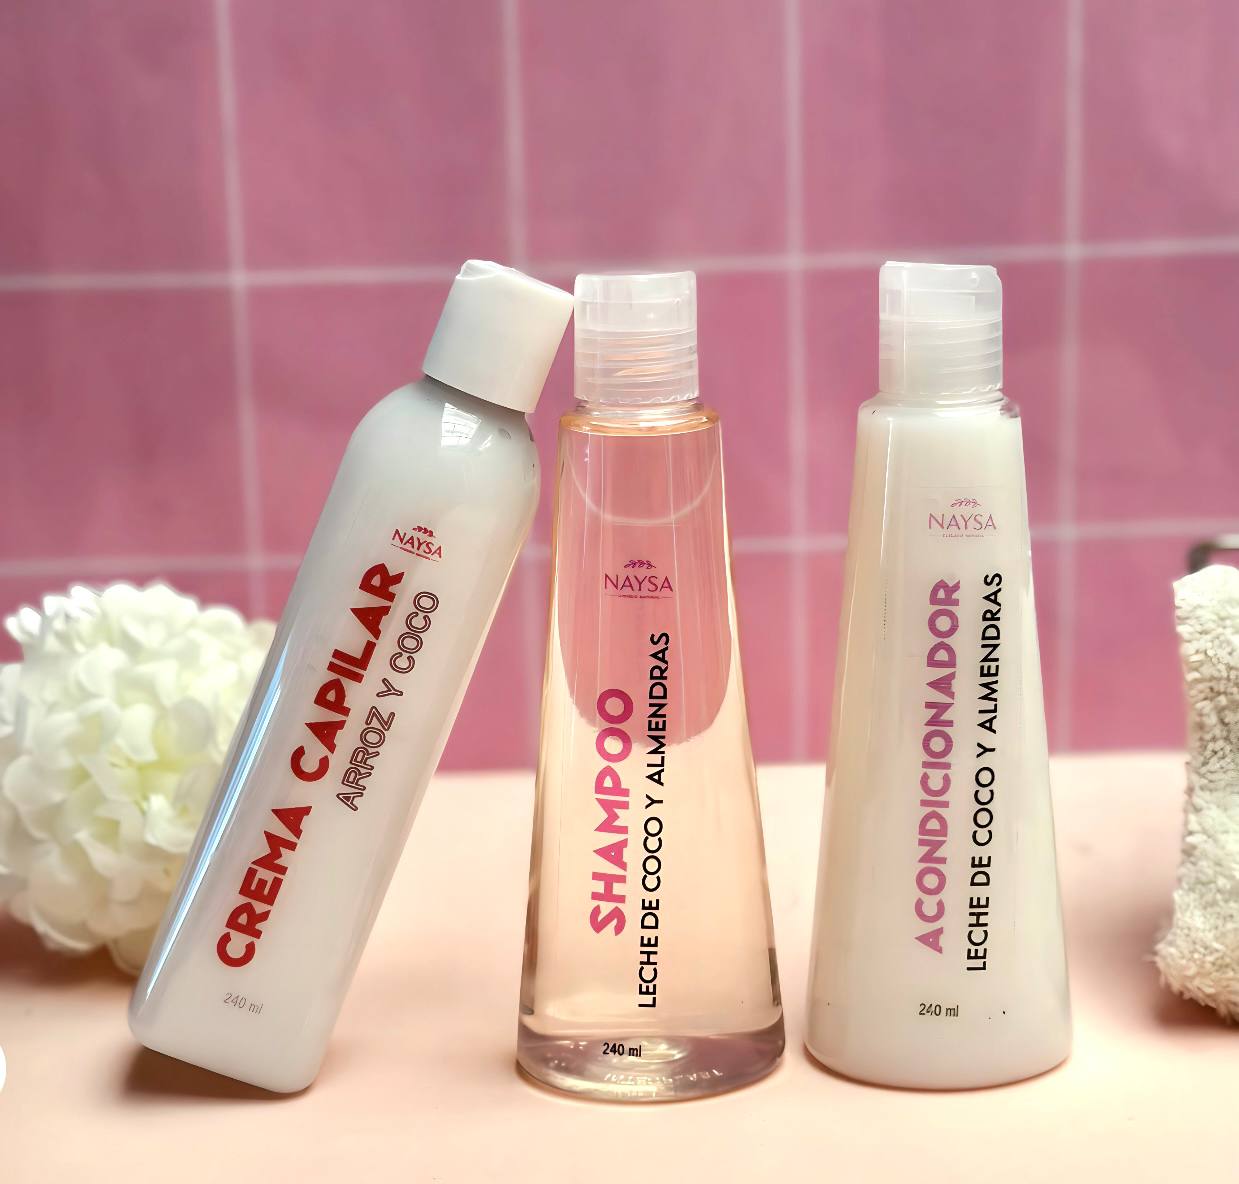 NAYSA
CREMA CAPILAR
ARROZ Y COCO
240 ml
NAYSA
SHAMPOO
LECHE DE COCO Y ALMENDRAS
240 ml
NAYSA
ACONDICIONADOR
LECHE DE COCO Y ALMENDRAS
240 ml